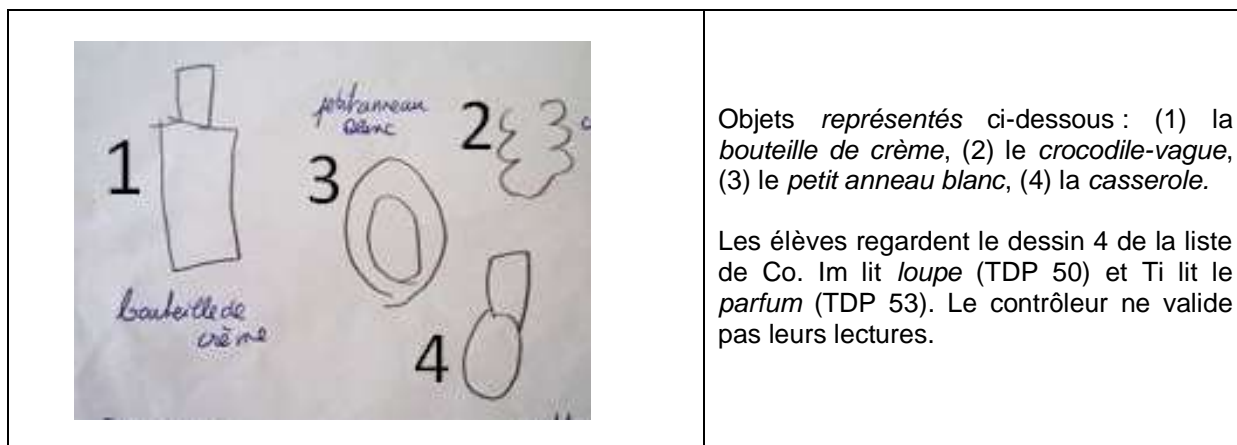 1
bouteille de
crème
petit anneau
blanc
3
2
4
Objets représentés ci-dessous : (1) la
bouteille de crème, (2) le crocodile-vague,
(3) le petit anneau blanc, (4) la casserole.
Les élèves regardent le dessin 4 de la liste
de Co. Im lit loupe (TDP 50) et Ti lit le
parfum (TDP 53). Le contrôleur ne valide
pas leurs lectures.